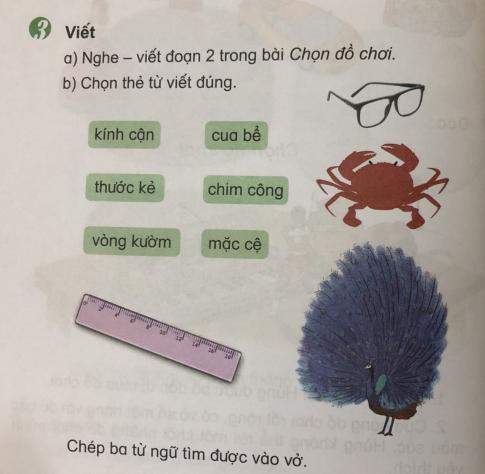 3 Viết
a) Nghe – viết đoạn 2 trong bài Chọn đồ chơi.
b) Chọn thẻ từ viết đúng.
kính cận cua bể
thước kẻ chim công
vòng kườm mặc cệ
Chép ba từ ngữ tìm được vào vở.